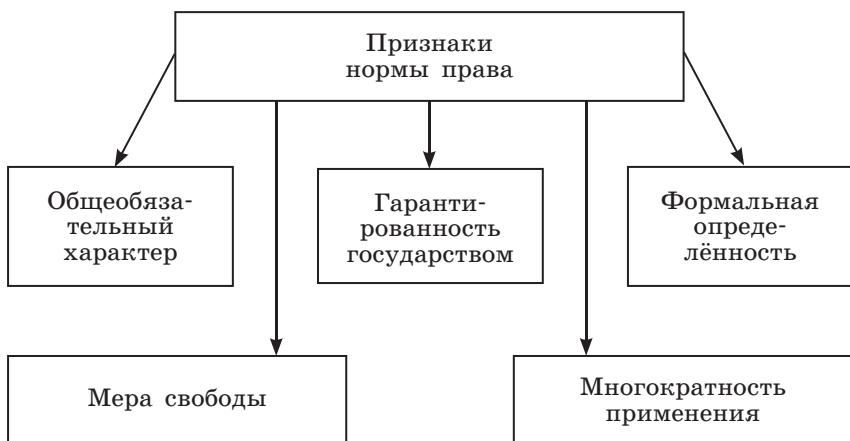 Признаки
нормы права
Общеобяза-
тельный
характер
Гаранти-
рованность
государством
Формальная
опреде-
лённость
Мера свободы
Многократность
применения